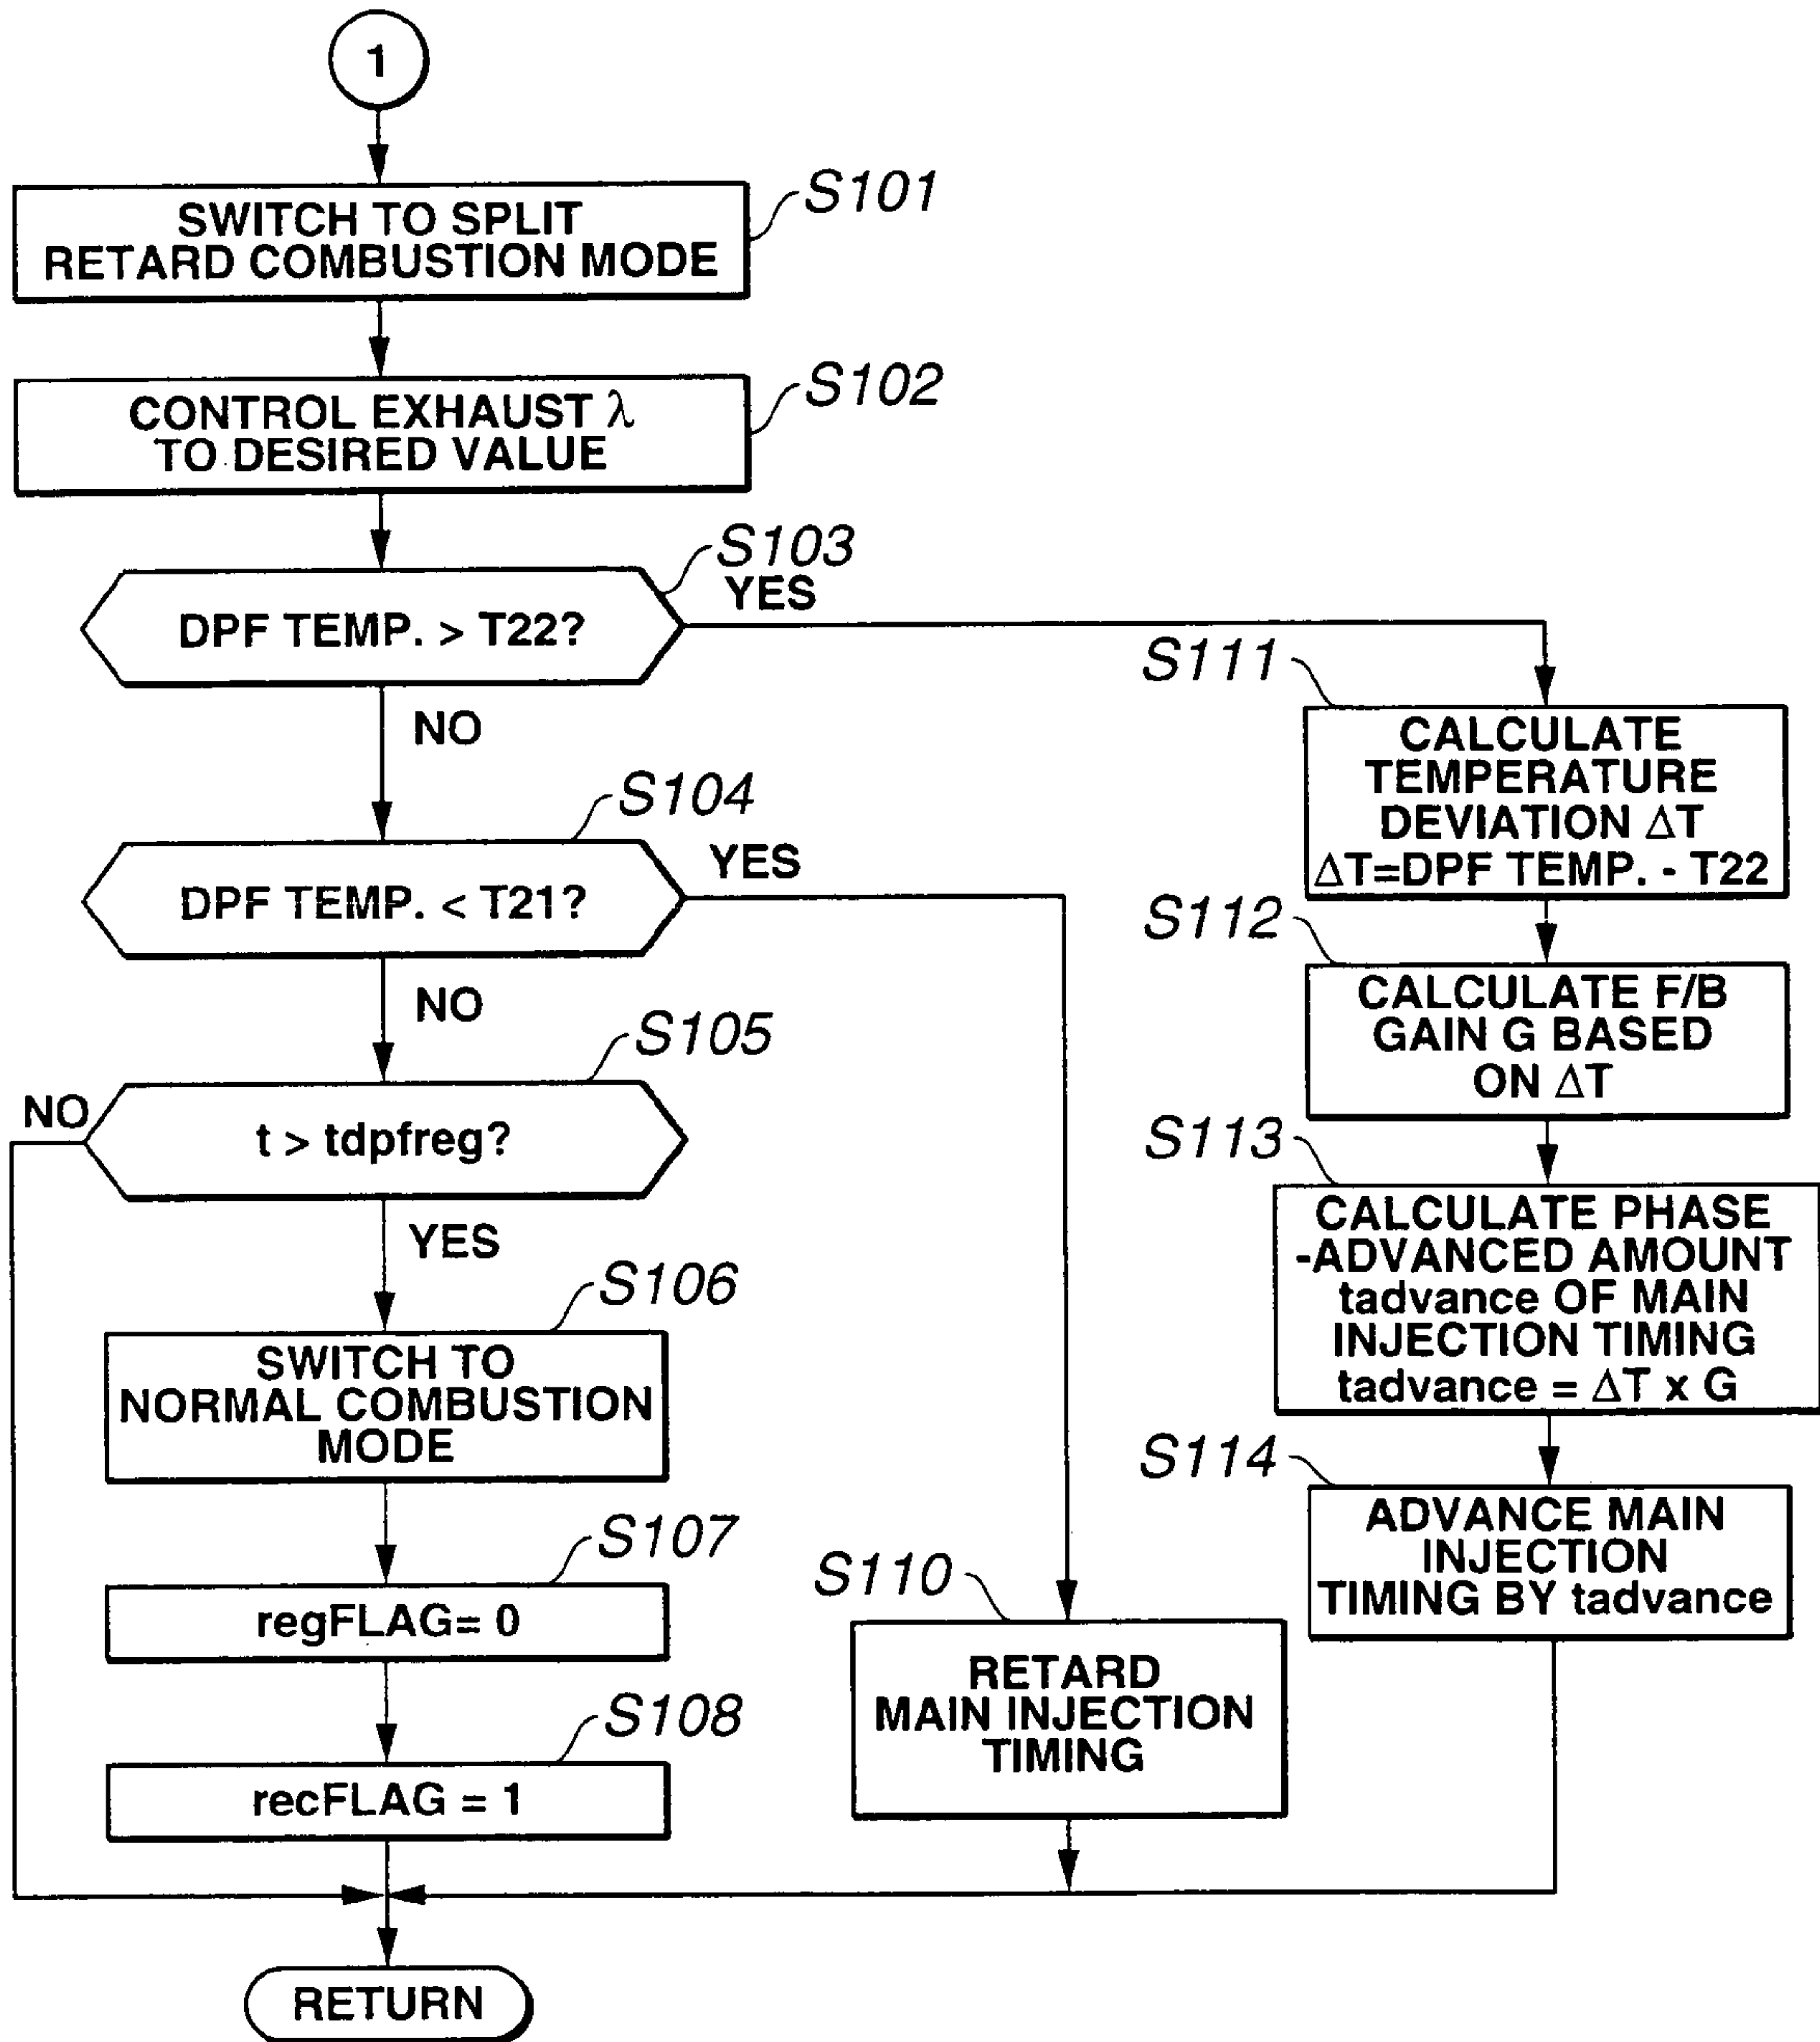 1
S101
SWITCH TO SPLIT
RETARD COMBUSTION MODE
S102
CONTROL EXHAUST λ
TO DESIRED VALUE
S103
DPF TEMP. > T22?
YES
NO
S104
DPF TEMP. < T21?
YES
NO
S105
t > tdpfreg?
NO
YES
S106
SWITCH TO
NORMAL COMBUSTION
MODE
S107
regFLAG= 0
S108
recFLAG = 1
S110
RETARD
MAIN INJECTION
TIMING
S111
CALCULATE
TEMPERATURE
DEVIATION ΔT
ΔT=DPF TEMP. - T22
S112
CALCULATE F/B
GAIN G BASED
ON ΔT
S113
CALCULATE PHASE
-ADVANCED AMOUNT
tadvance OF MAIN
INJECTION TIMING
tadvance = ΔT x G
S114
ADVANCE MAIN
INJECTION
TIMING BY tadvance
RETURN